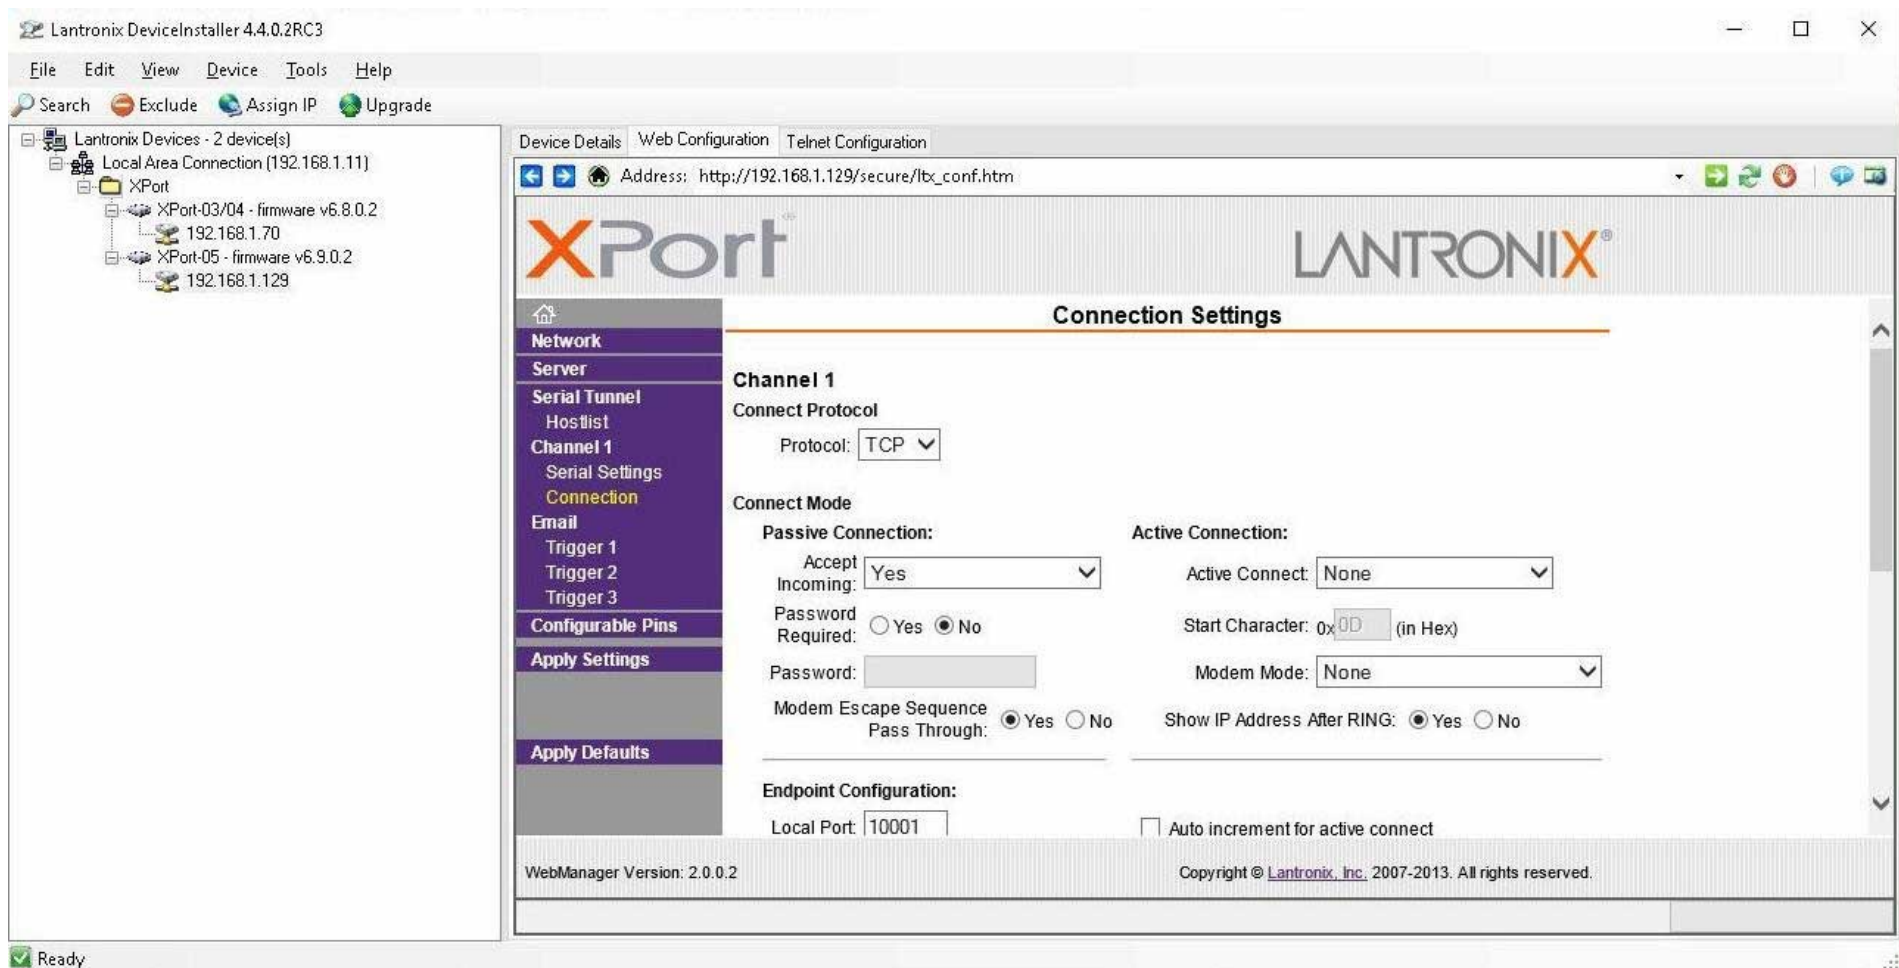 Lantronix DeviceInstaller 4.4.0.2RC3
File Edit View Device Tools Help
Search Exclude Assign IP Upgrade
Lantronix Devices - 2 device(s)
Local Area Connection (192.168.1.11)
XPort
XPort-03/04 - firmware v6.8.0.2
192.168.1.70
XPort-05 - firmware v6.9.0.2
192.168.1.129
Device Details Web Configuration Telnet Configuration
Address: http://192.168.1.129/secure/ltx_conf.htm
XPort® LANTRONIX®
Network
Server
Serial Tunnel
Hostlist
Channel 1
Serial Settings
Connection
Email
Trigger 1
Trigger 2
Trigger 3
Configurable Pins
Apply Settings
Apply Defaults
Connection Settings
Channel 1
Connect Protocol
Protocol: TCP
Connect Mode
Passive Connection:
Accept Incoming: Yes
Password Required: Yes No
Password:
Modem Escape Sequence Pass Through: Yes No
Active Connection:
Active Connect: None
Start Character: 0x 0D (in Hex)
Modem Mode: None
Show IP Address After RING: Yes No
Endpoint Configuration:
Local Port: 10001 Auto increment for active connect
WebManager Version: 2.0.0.2 Copyright © Lantronix, Inc. 2007-2013. All rights reserved.
Ready